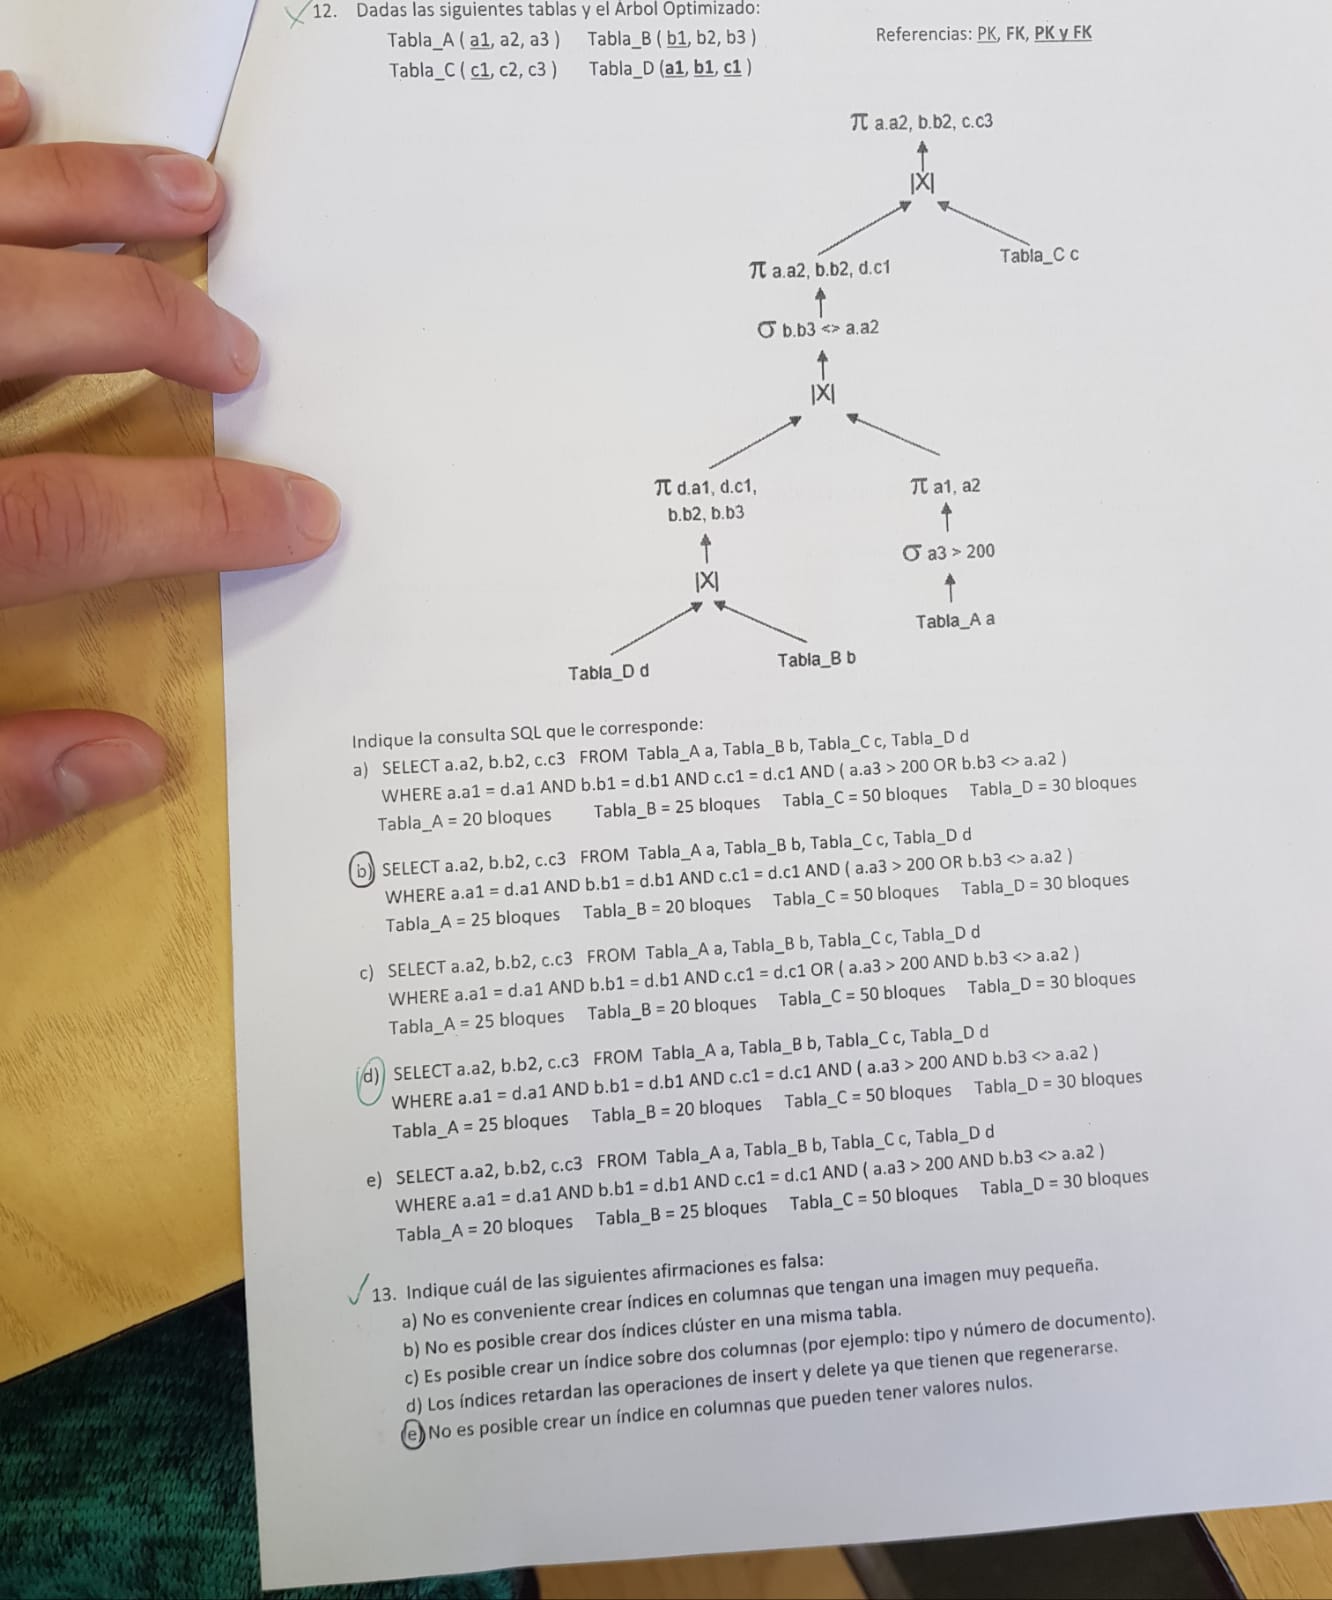 12. Dadas las siguientes tablas y el Árbol Optimizado:
Tabla_A ( a1, a2, a3 ) Tabla_B ( b1, b2, b3 ) Referencias: PK, FK, PK y FK
Tabla_C ( c1, c2, c3 ) Tabla_D (a1, b1, c1 )
π a.a2, b.b2, c.c3
|X|
Tabla_C c
π a.a2, b.b2, d.c1
σ b.b3 <> a.a2
|X|
π d.a1, d.c1,
b.b2, b.b3
π a1, a2
|X|
σ a3 > 200
Tabla_A a
Tabla_D d
Tabla_B b
Indique la consulta SQL que le corresponde:
a) SELECT a.a2, b.b2, c.c3 FROM Tabla_A a, Tabla_B b, Tabla_C c, Tabla_D d
WHERE a.a1 = d.a1 AND b.b1 = d.b1 AND c.c1 = d.c1 AND ( a.a3 > 200 OR b.b3 <> a.a2 )
Tabla_A = 20 bloques Tabla_B = 25 bloques Tabla_C = 50 bloques Tabla_D = 30 bloques
b) SELECT a.a2, b.b2, c.c3 FROM Tabla_A a, Tabla_B b, Tabla_C c, Tabla_D d
WHERE a.a1 = d.a1 AND b.b1 = d.b1 AND c.c1 = d.c1 AND ( a.a3 > 200 OR b.b3 <> a.a2 )
Tabla_A = 25 bloques Tabla_B = 20 bloques Tabla_C = 50 bloques Tabla_D = 30 bloques
c) SELECT a.a2, b.b2, c.c3 FROM Tabla_A a, Tabla_B b, Tabla_C c, Tabla_D d
WHERE a.a1 = d.a1 AND b.b1 = d.b1 AND c.c1 = d.c1 OR ( a.a3 > 200 AND b.b3 <> a.a2 )
Tabla_A = 25 bloques Tabla_B = 20 bloques Tabla_C = 50 bloques Tabla_D = 30 bloques
d) SELECT a.a2, b.b2, c.c3 FROM Tabla_A a, Tabla_B b, Tabla_C c, Tabla_D d
WHERE a.a1 = d.a1 AND b.b1 = d.b1 AND c.c1 = d.c1 AND ( a.a3 > 200 AND b.b3 <> a.a2 )
Tabla_A = 25 bloques Tabla_B = 20 bloques Tabla_C = 50 bloques Tabla_D = 30 bloques
e) SELECT a.a2, b.b2, c.c3 FROM Tabla_A a, Tabla_B b, Tabla_C c, Tabla_D d
WHERE a.a1 = d.a1 AND b.b1 = d.b1 AND c.c1 = d.c1 AND ( a.a3 > 200 AND b.b3 <> a.a2 )
Tabla_A = 20 bloques Tabla_B = 25 bloques Tabla_C = 50 bloques Tabla_D = 30 bloques
13. Indique cuál de las siguientes afirmaciones es falsa:
a) No es conveniente crear índices en columnas que tengan una imagen muy pequeña.
b) No es posible crear dos índices clúster en una misma tabla.
c) Es posible crear un índice sobre dos columnas (por ejemplo: tipo y número de documento).
d) Los índices retardan las operaciones de insert y delete ya que tienen que regenerarse.
e) No es posible crear un índice en columnas que pueden tener valores nulos.